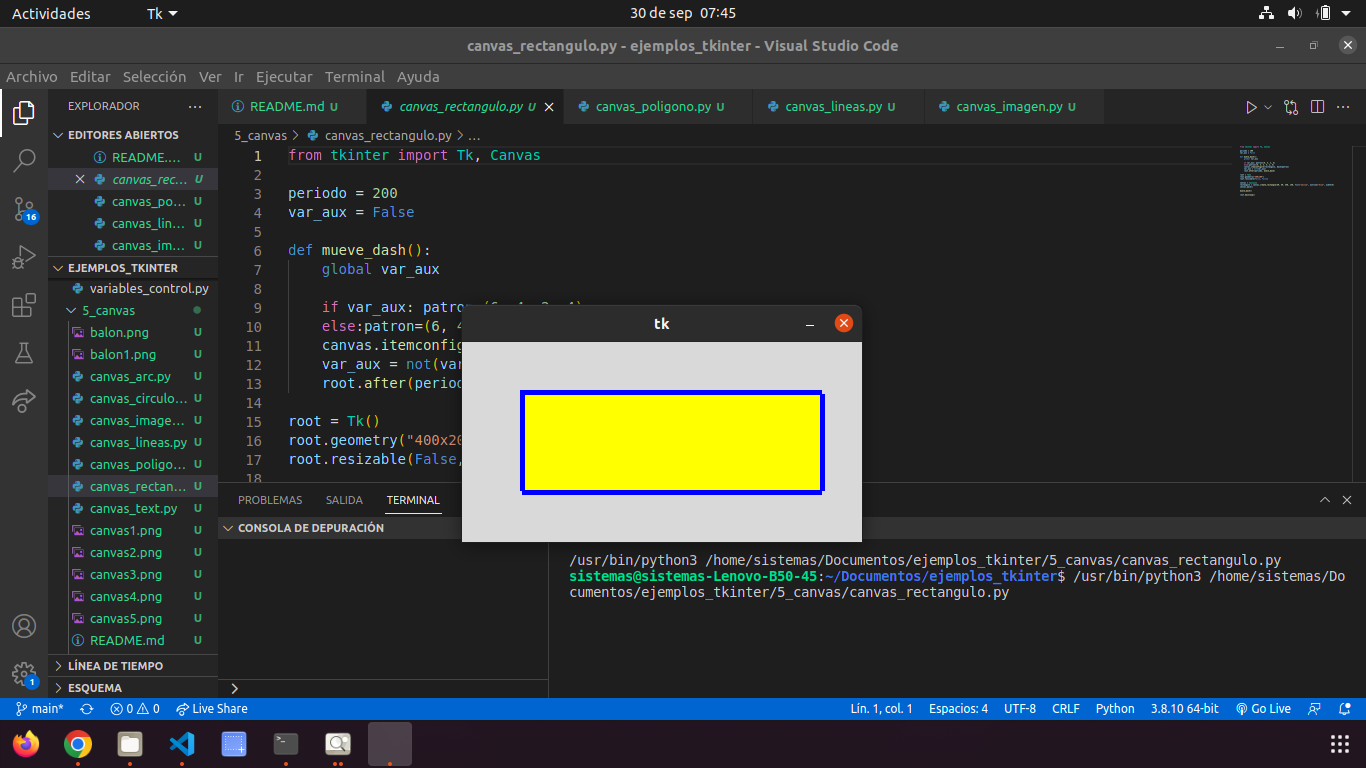 Actividades Tk 30 de sep 07:45
canvas_rectangulo.py - ejemplos_tkinter - Visual Studio Code
Archivo Editar Selección Ver Ir Ejecutar Terminal Ayuda
EXPLORADOR ...
EDITORES ABIERTOS
README.... U
canvas_rec... U
canvas_po... U
canvas_lin... U
canvas_im... U
EJEMPLOS_TKINTER
variables_control.py
5_canvas
balon.png U
balon1.png U
canvas_arc.py U
canvas_circulo... U
canvas_image... U
canvas_lineas.py U
canvas_poligo... U
canvas_rectan... U
canvas_text.py U
canvas1.png U
canvas2.png U
canvas3.png U
canvas4.png U
canvas5.png U
README.md U
LÍNEA DE TIEMPO
ESQUEMA
16
1
README.md U canvas_rectangulo.py U canvas_poligono.py U canvas_lineas.py U canvas_imagen.py U
5_canvas > canvas_rectangulo.py > ...
1 from tkinter import Tk, Canvas
2
3 periodo = 200
4 var_aux = False
5
6 def mueve_dash():
7 global var_aux
8
9 if var_aux: patron
10 else:patron=(6, 4
11 canvas.itemconfig
12 var_aux = not(var
13 root.after(period
14
15 root = Tk()
16 root.geometry("400x20
17 root.resizable(False,
18
tk
PROBLEMAS SALIDA TERMINAL
CONSOLA DE DEPURACIÓN
/usr/bin/python3 /home/sistemas/Documentos/ejemplos_tkinter/5_canvas/canvas_rectangulo.py
sistemas@sistemas-Lenovo-B50-45:~/Documentos/ejemplos_tkinter$ /usr/bin/python3 /home/sistemas/Do
cumentos/ejemplos_tkinter/5_canvas/canvas_rectangulo.py
main* 0 0 Live Share Lín. 1, col. 1 Espacios: 4 UTF-8 CRLF Python 3.8.10 64-bit Go Live